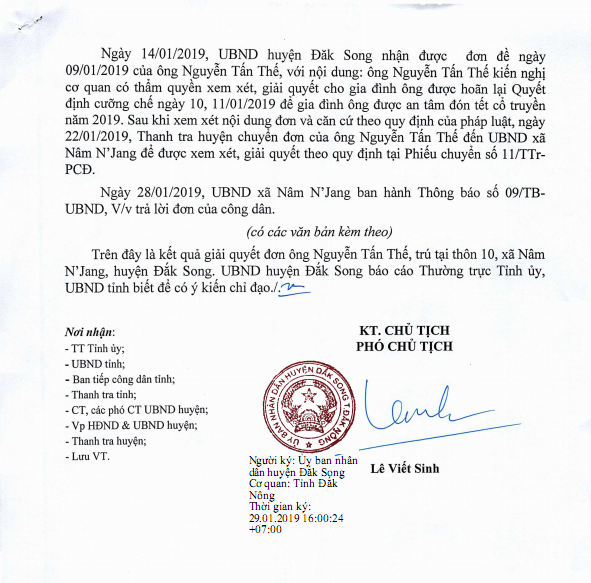 Ngày 14/01/2019, UBND huyện Đăk Song nhận được đơn đề ngày
09/01/2019 của ông Nguyễn Tấn Thế, với nội dung: ông Nguyễn Tấn Thế kiến nghị
cơ quan có thẩm quyền xem xét, giải quyết cho gia đình ông được hoãn lại Quyết
định cưỡng chế ngày 10, 11/01/2019 để gia đình ông được an tâm đón tết cổ truyền
năm 2019. Sau khi xem xét nội dung đơn và căn cứ theo quy định của pháp luật, ngày
22/01/2019, Thanh tra huyện chuyển đơn của ông Nguyễn Tấn Thế đến UBND xã
Nâm N'Jang để được xem xét, giải quyết theo quy định tại Phiếu chuyển số 11/TTr-
PCĐ.
Ngày 28/01/2019, UBND xã Nâm N'Jang ban hành Thông báo số 09/TB-
UBND, V/v trả lời đơn của công dân.
(có các văn bản kèm theo)
Trên đây là kết quả giải quyết đơn ông Nguyễn Tấn Thế, trú tại thôn 10, xã Nâm
N'Jang, huyện Đắk Song. UBND huyện Đắk Song báo cáo Thường trực Tỉnh ủy,
UBND tỉnh biết để có ý kiến chỉ đạo./.
Nơi nhận:
- TT Tỉnh ủy;
- UBND tỉnh;
- Ban tiếp công dân tỉnh;
- Thanh tra tỉnh;
- CT, các phó CT UBND huyện;
- Vp HĐND & UBND huyện;
- Thanh tra huyện;
- Lưu VT.
KT. CHỦ TỊCH
PHÓ CHỦ TỊCH
ỦY BAN NHÂN DÂN HUYỆN ĐĂK SONG T.ĐĂK NÔNG
Người ký: Ủy ban nhân
dân huyện Đắk Song
Cơ quan: Tỉnh Đắk
Nông
Thời gian ký:
29.01.2019 16:00:24
+07:00
Lê Viết Sinh